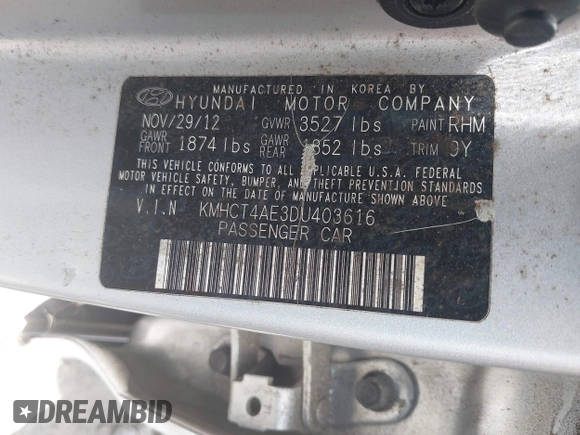 MANUFACTURED IN KOREA BY
HYUNDAI MOTOR COMPANY
NOV/29/12 GVWR 3527 lbs PAINT RHM
GAWR FRONT 1874 lbs GAWR REAR 1852 lbs TRIM 9Y
THIS VEHICLE CONFORMS TO ALL APPLICABLE U.S.A. FEDERAL
MOTOR VEHICLE SAFETY, BUMPER, AND THEFT PREVENTION STANDARDS
IN EFFECT ON THE DATE OF MANUFACTURE SHOWN ABOVE.
V.I.N KMHCT4AE3DU403616
PASSENGER CAR
DREAMBID